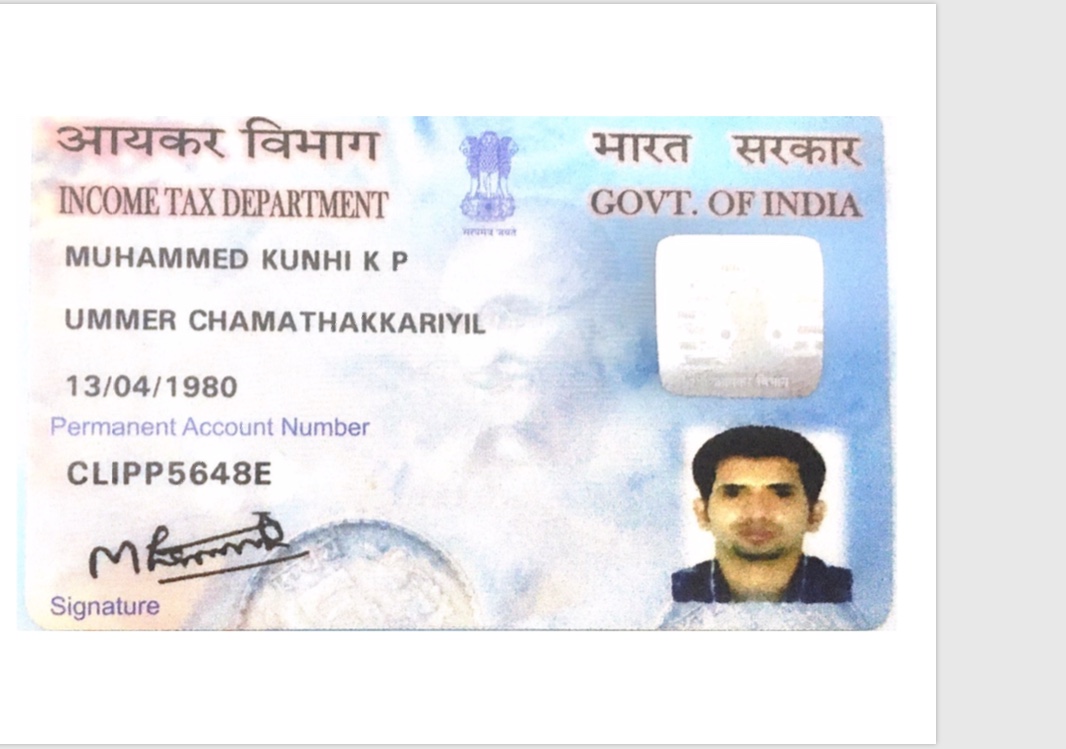 आयकर विभाग
भारत सरकार
INCOME TAX DEPARTMENT
GOVT. OF INDIA
सत्यमेव जयते
MUHAMMED KUNHI K P
UMMER CHAMATHAKKARIYIL
13/04/1980
Permanent Account Number
CLIPP5648E
आयकर विभाग
Signature